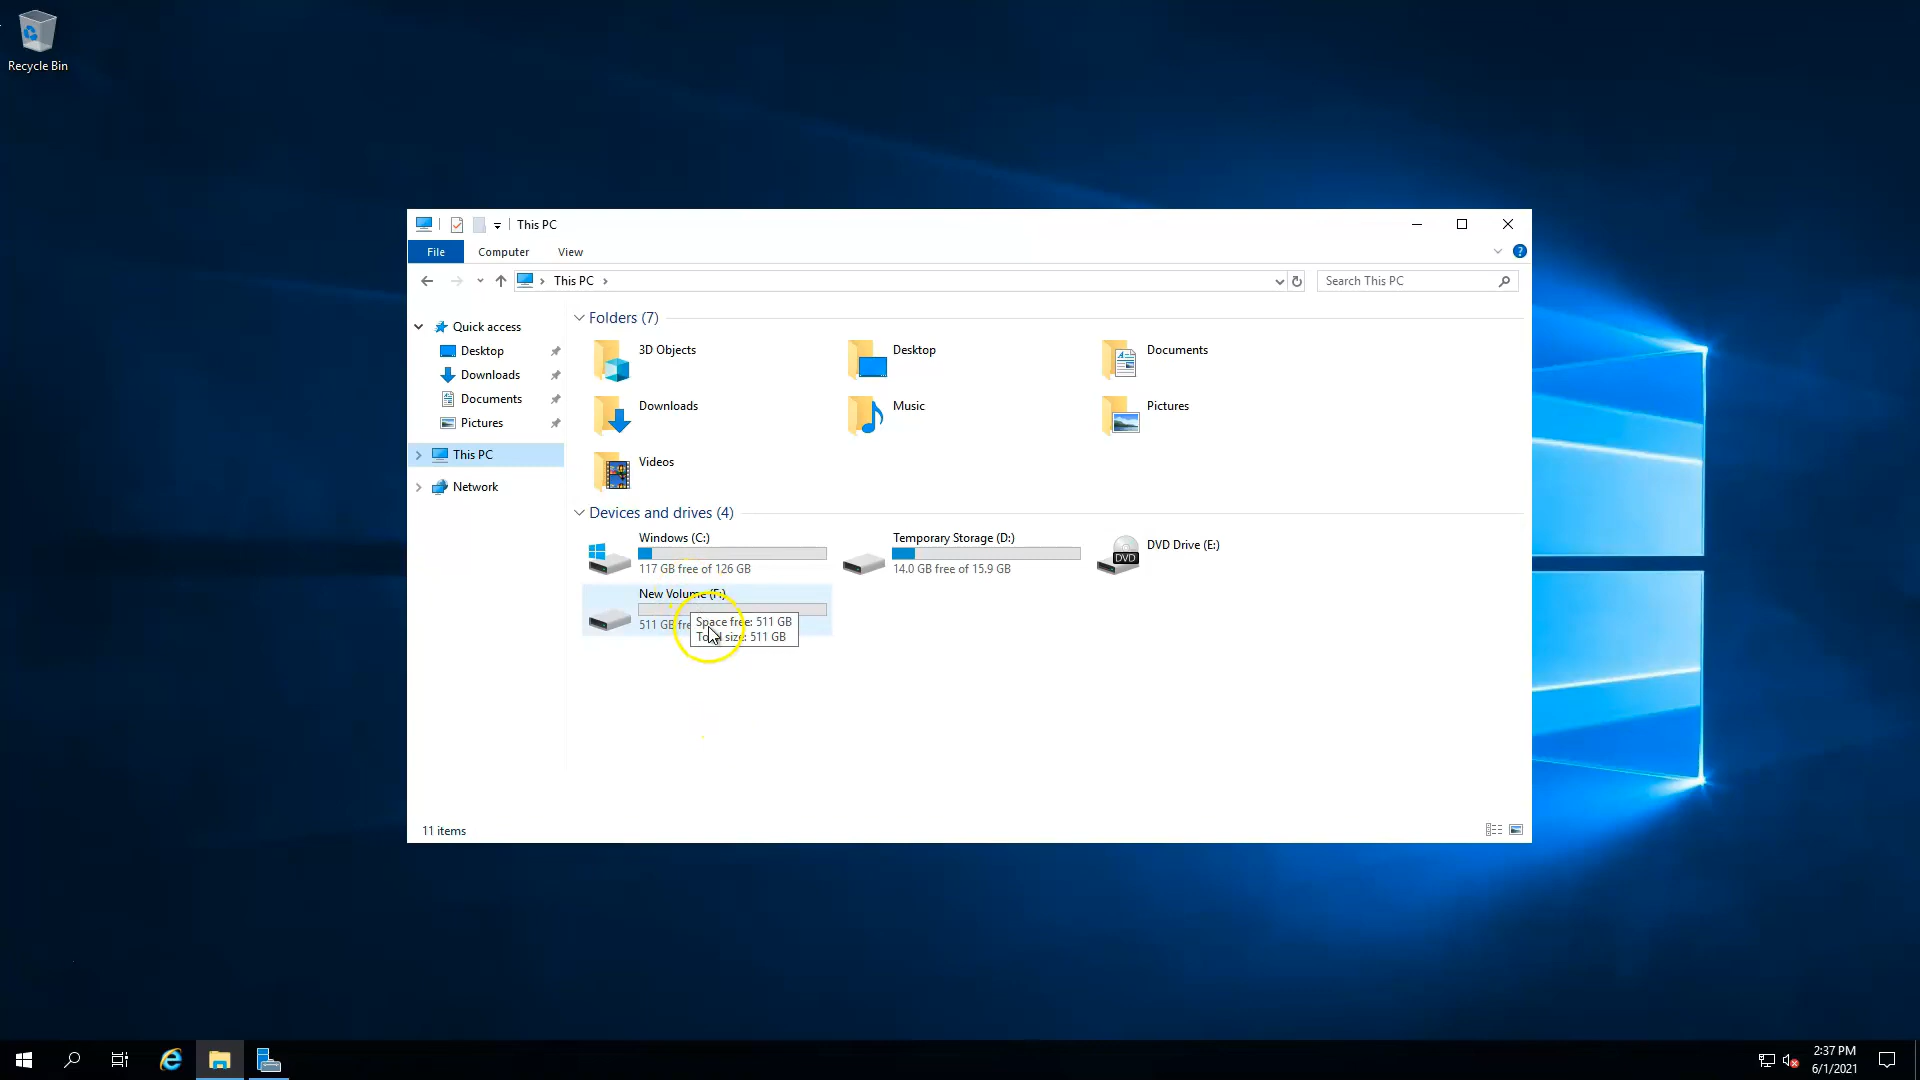 Recycle Bin
This PC
File
Computer
View
This PC
Search This PC
Quick access
Desktop
Downloads
Documents
Pictures
This PC
Network
Folders (7)
3D Objects
Desktop
Documents
Downloads
Music
Pictures
Videos
Devices and drives (4)
Windows (C:)
117 GB free of 126 GB
Temporary Storage (D:)
14.0 GB free of 15.9 GB
DVD
DVD Drive (E:)
New Volume (F:)
511 GB fre
Space free: 511 GB
Total size: 511 GB
11 items
2:37 PM
6/1/2021